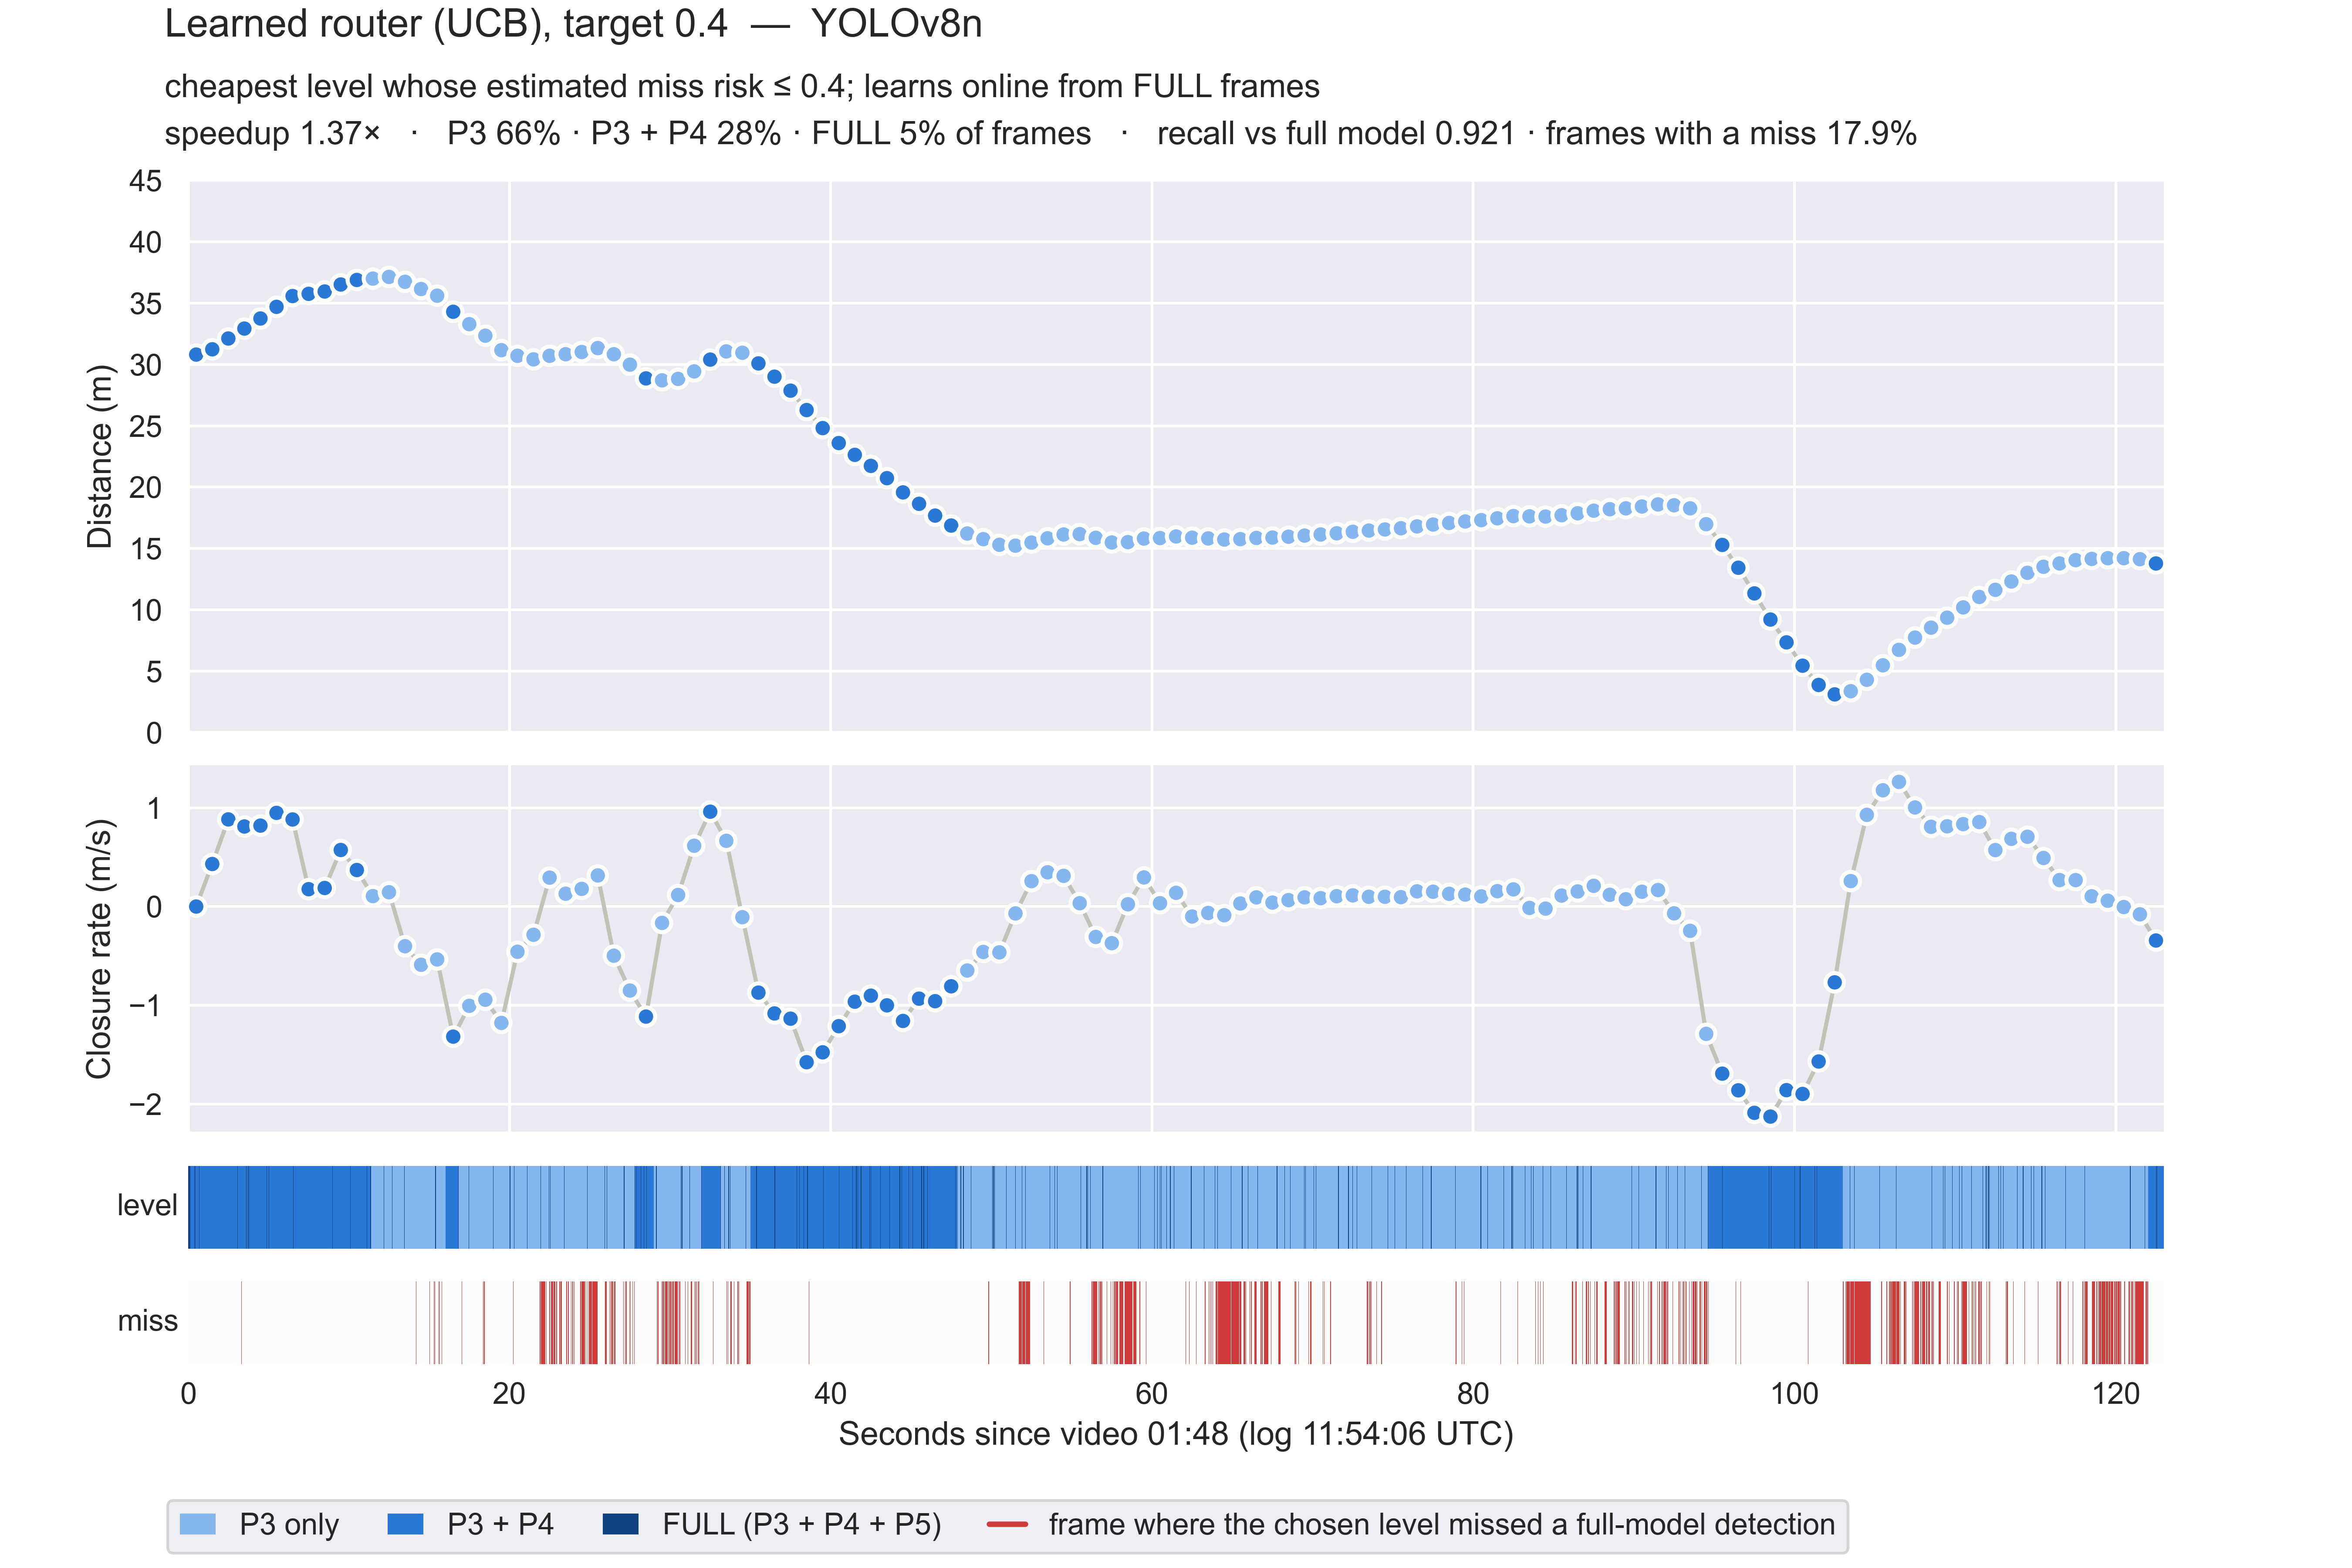 Learned router (UCB), target 0.4 — YOLOv8n
cheapest level whose estimated miss risk ≤ 0.4; learns online from FULL frames
speedup 1.37× · P3 66% · P3 + P4 28% · FULL 5% of frames · recall vs full model 0.921 · frames with a miss 17.9%
45
40
35
30
25
20
15
10
5
0
Distance (m)
1
0
−1
−2
Closure rate (m/s)
level
miss
0 20 40 60 80 100 120
Seconds since video 01:48 (log 11:54:06 UTC)
P3 only P3 + P4 FULL (P3 + P4 + P5) frame where the chosen level missed a full-model detection